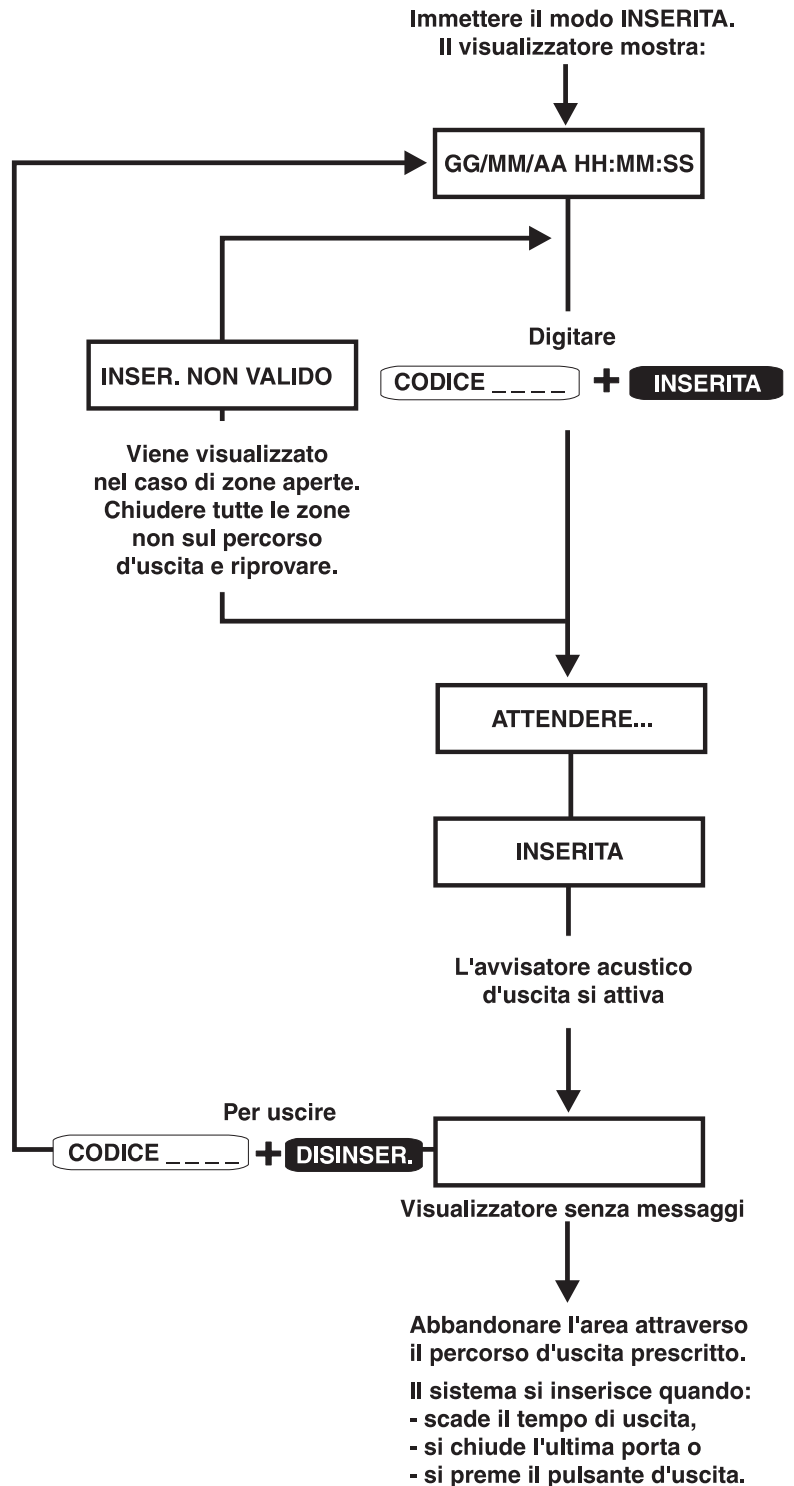 Immettere il modo INSERITA.
Il visualizzatore mostra:
GG/MM/AA HH:MM:SS
Digitare
CODICE _ _ _ _ + INSERITA
INSER. NON VALIDO
Viene visualizzato
nel caso di zone aperte.
Chiudere tutte le zone
non sul percorso
d'uscita e riprovare.
ATTENDERE...
INSERITA
L'avvisatore acustico
d'uscita si attiva
Per uscire
CODICE _ _ _ _ + DISINSER.
Visualizzatore senza messaggi
Abbandonare l'area attraverso
il percorso d'uscita prescritto.
Il sistema si inserisce quando:
- scade il tempo di uscita,
- si chiude l'ultima porta o
- si preme il pulsante d'uscita.